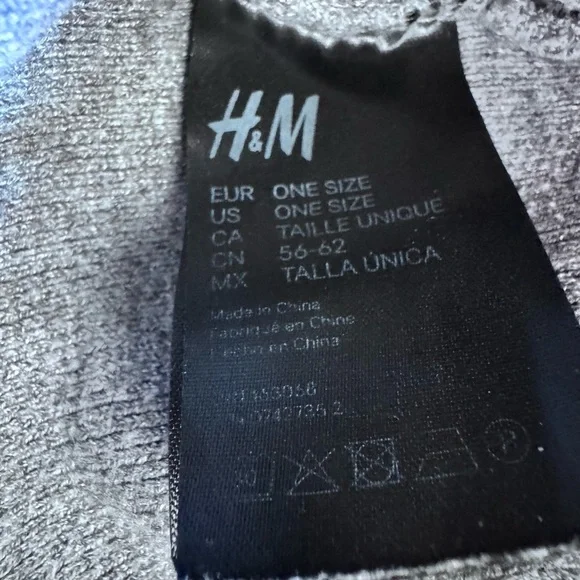 H&M
EUR ONE SIZE
US ONE SIZE
CA TAILLE UNIQUE
CN 56-62
MX TALLA ÚNICA
Made in China
Fabriqué en Chine
Hecho en China